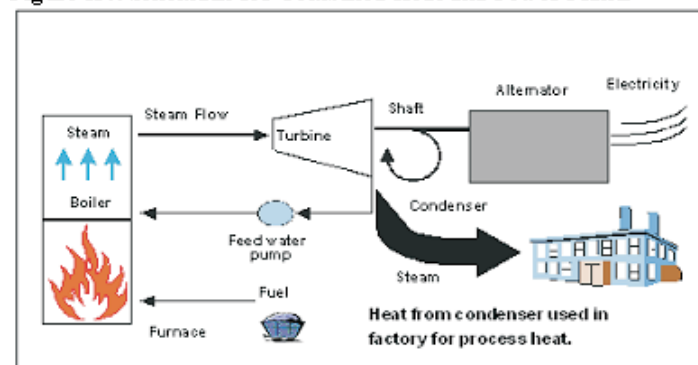 Steam Flow
Steam
Turbine
Shaft
Alternator
Electricity
Boiler
Feed water
pump
Condenser
Steam
Fuel
Furnace
Heat from condenser used in
factory for process heat.